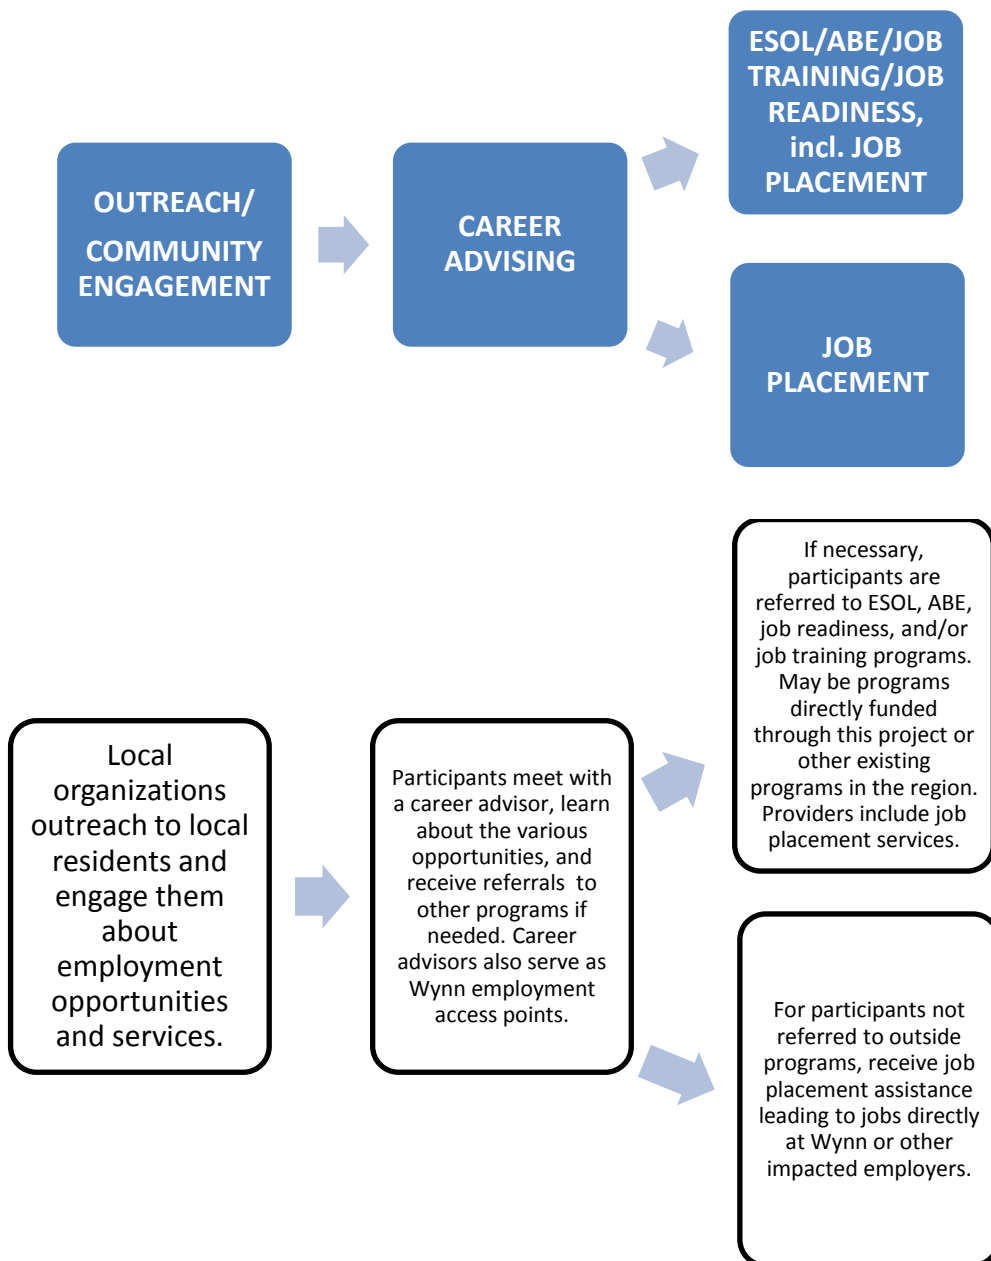 OUTREACH/
COMMUNITY
ENGAGEMENT
CAREER
ADVISING
ESOL/ABE/JOB
TRAINING/JOB
READINESS,
incl. JOB
PLACEMENT
JOB
PLACEMENT
Local
organizations
outreach to local
residents and
engage them
about
employment
opportunities
and services.
Participants meet with
a career advisor, learn
about the various
opportunities, and
receive referrals to
other programs if
needed. Career
advisors also serve as
Wynn employment
access points.
If necessary,
participants are
referred to ESOL, ABE,
job readiness, and/or
job training programs.
May be programs
directly funded
through this project or
other existing
programs in the region.
Providers include job
placement services.
For participants not
referred to outside
programs, receive job
placement assistance
leading to jobs directly
at Wynn or other
impacted employers.